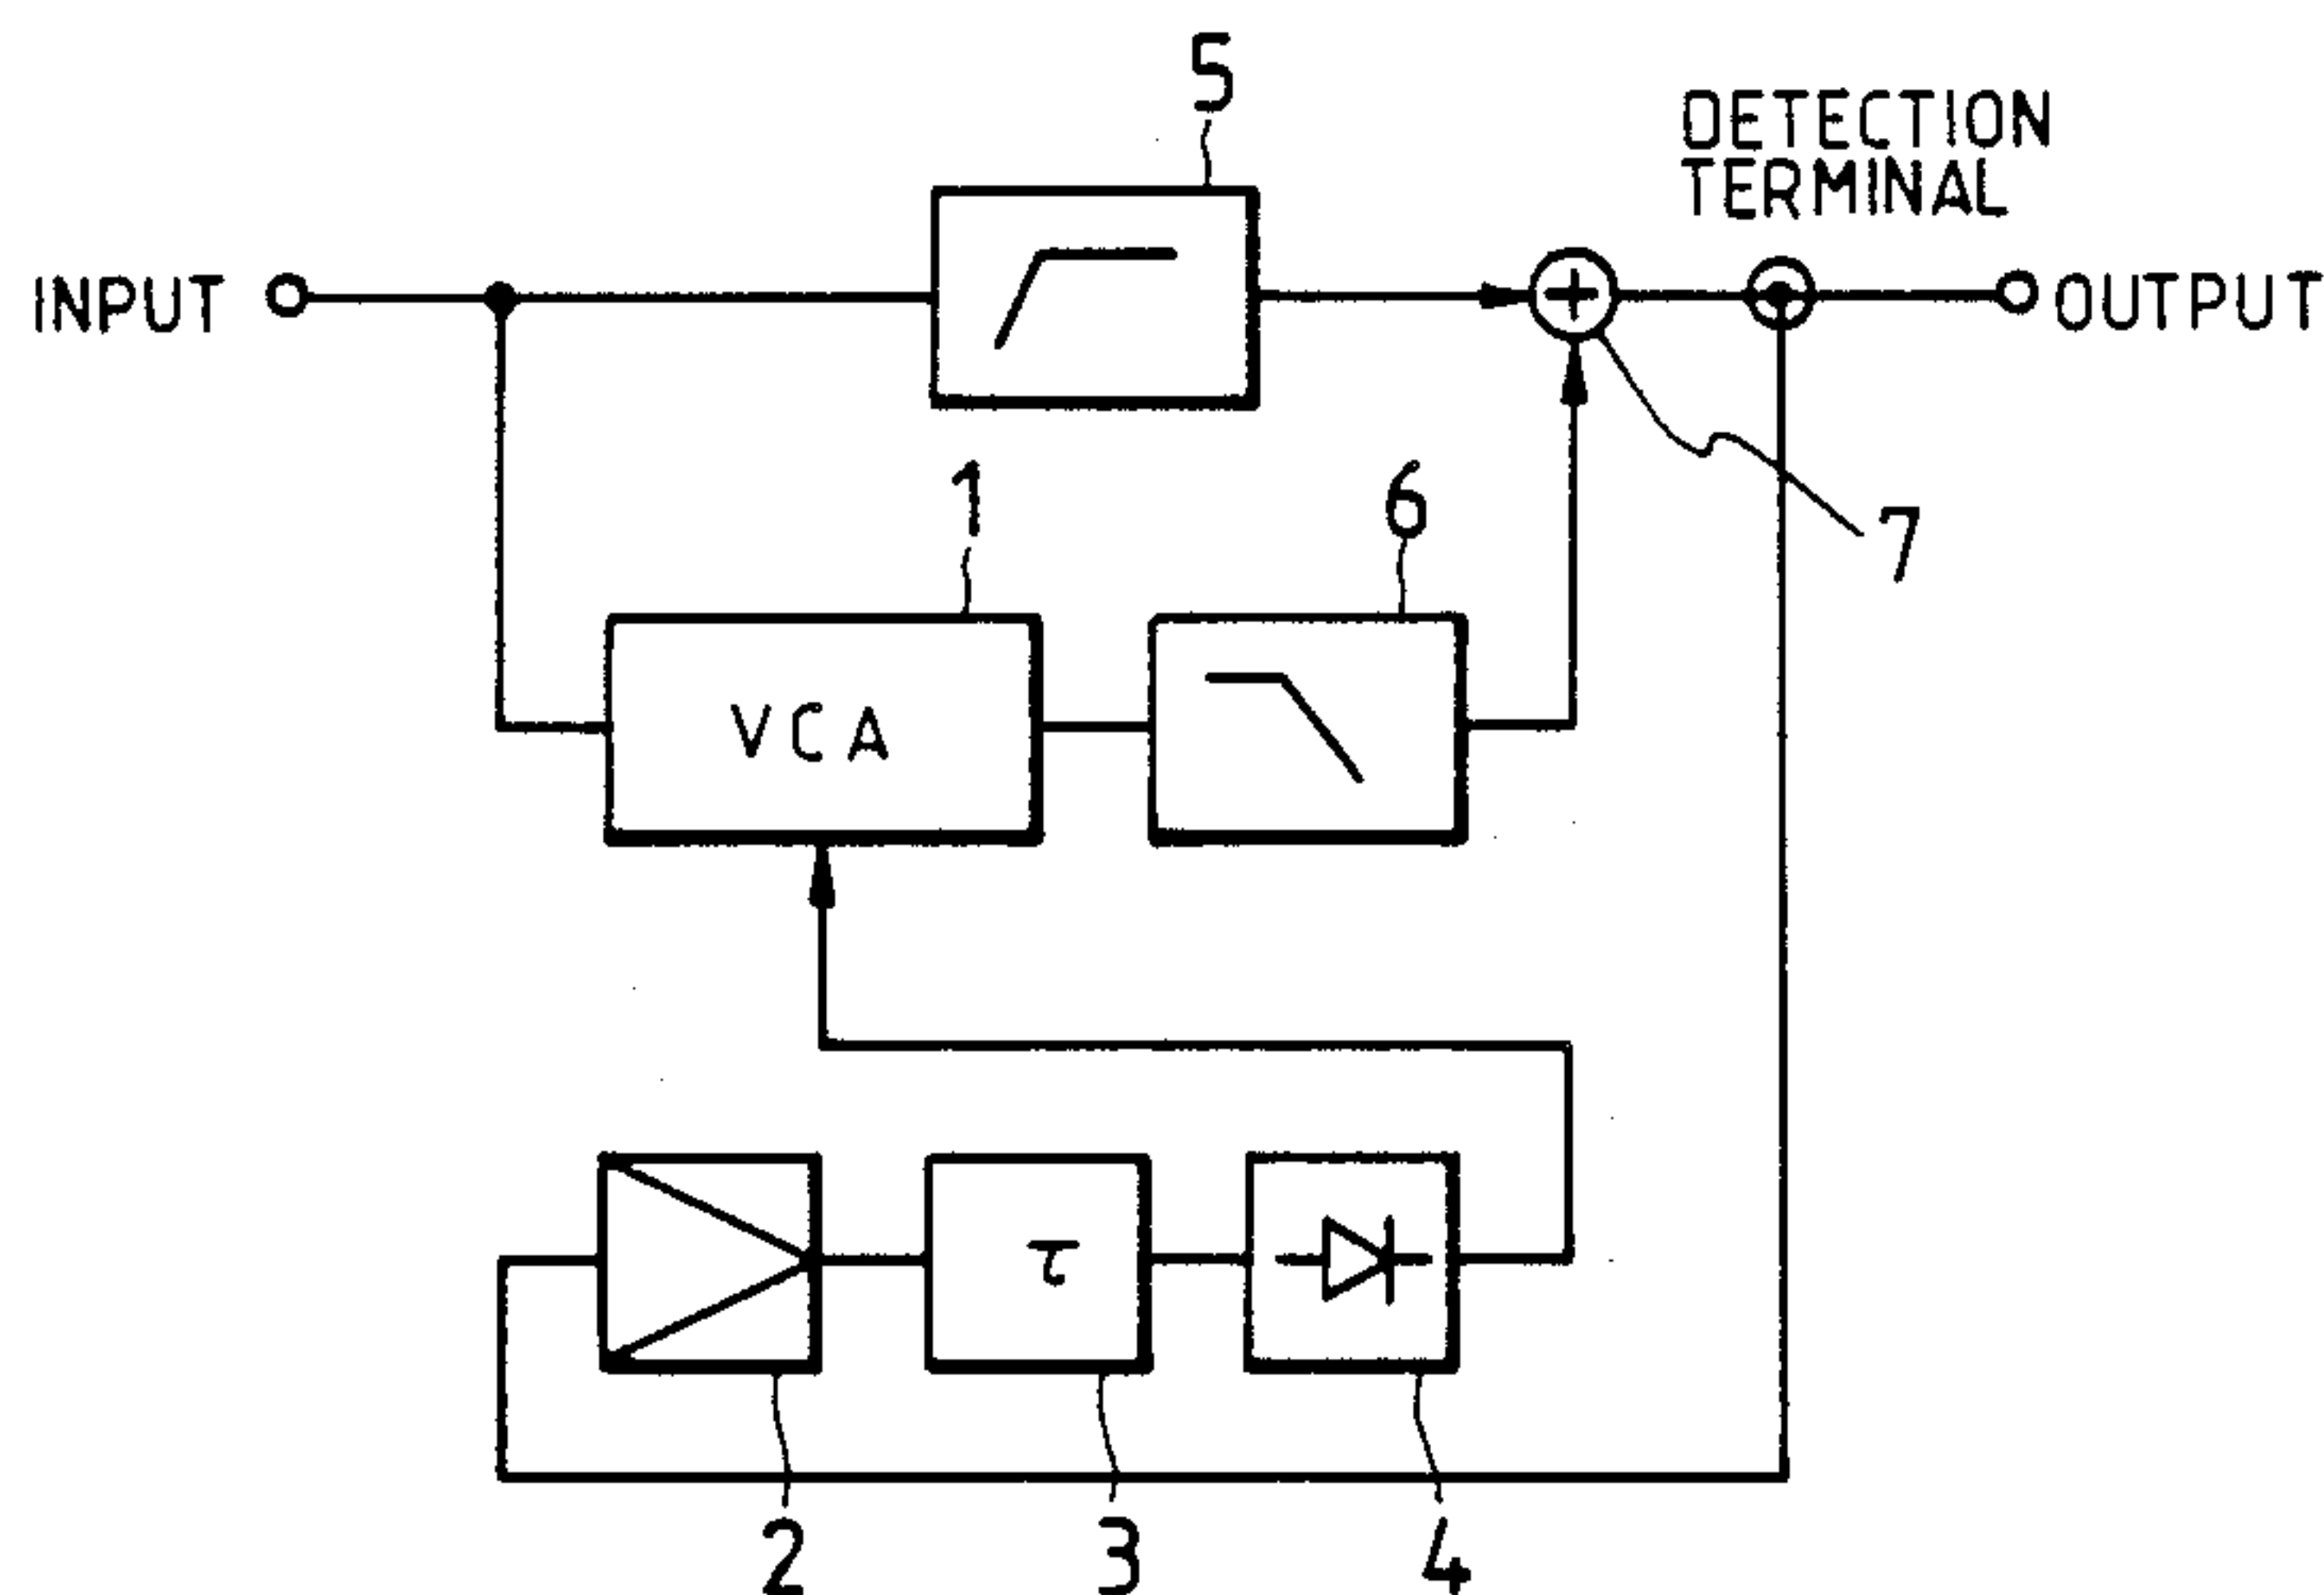 5
DETECTION
TERMINAL
INPUT
+
OUTPUT
1
6
7
VCA
τ
2
3
4